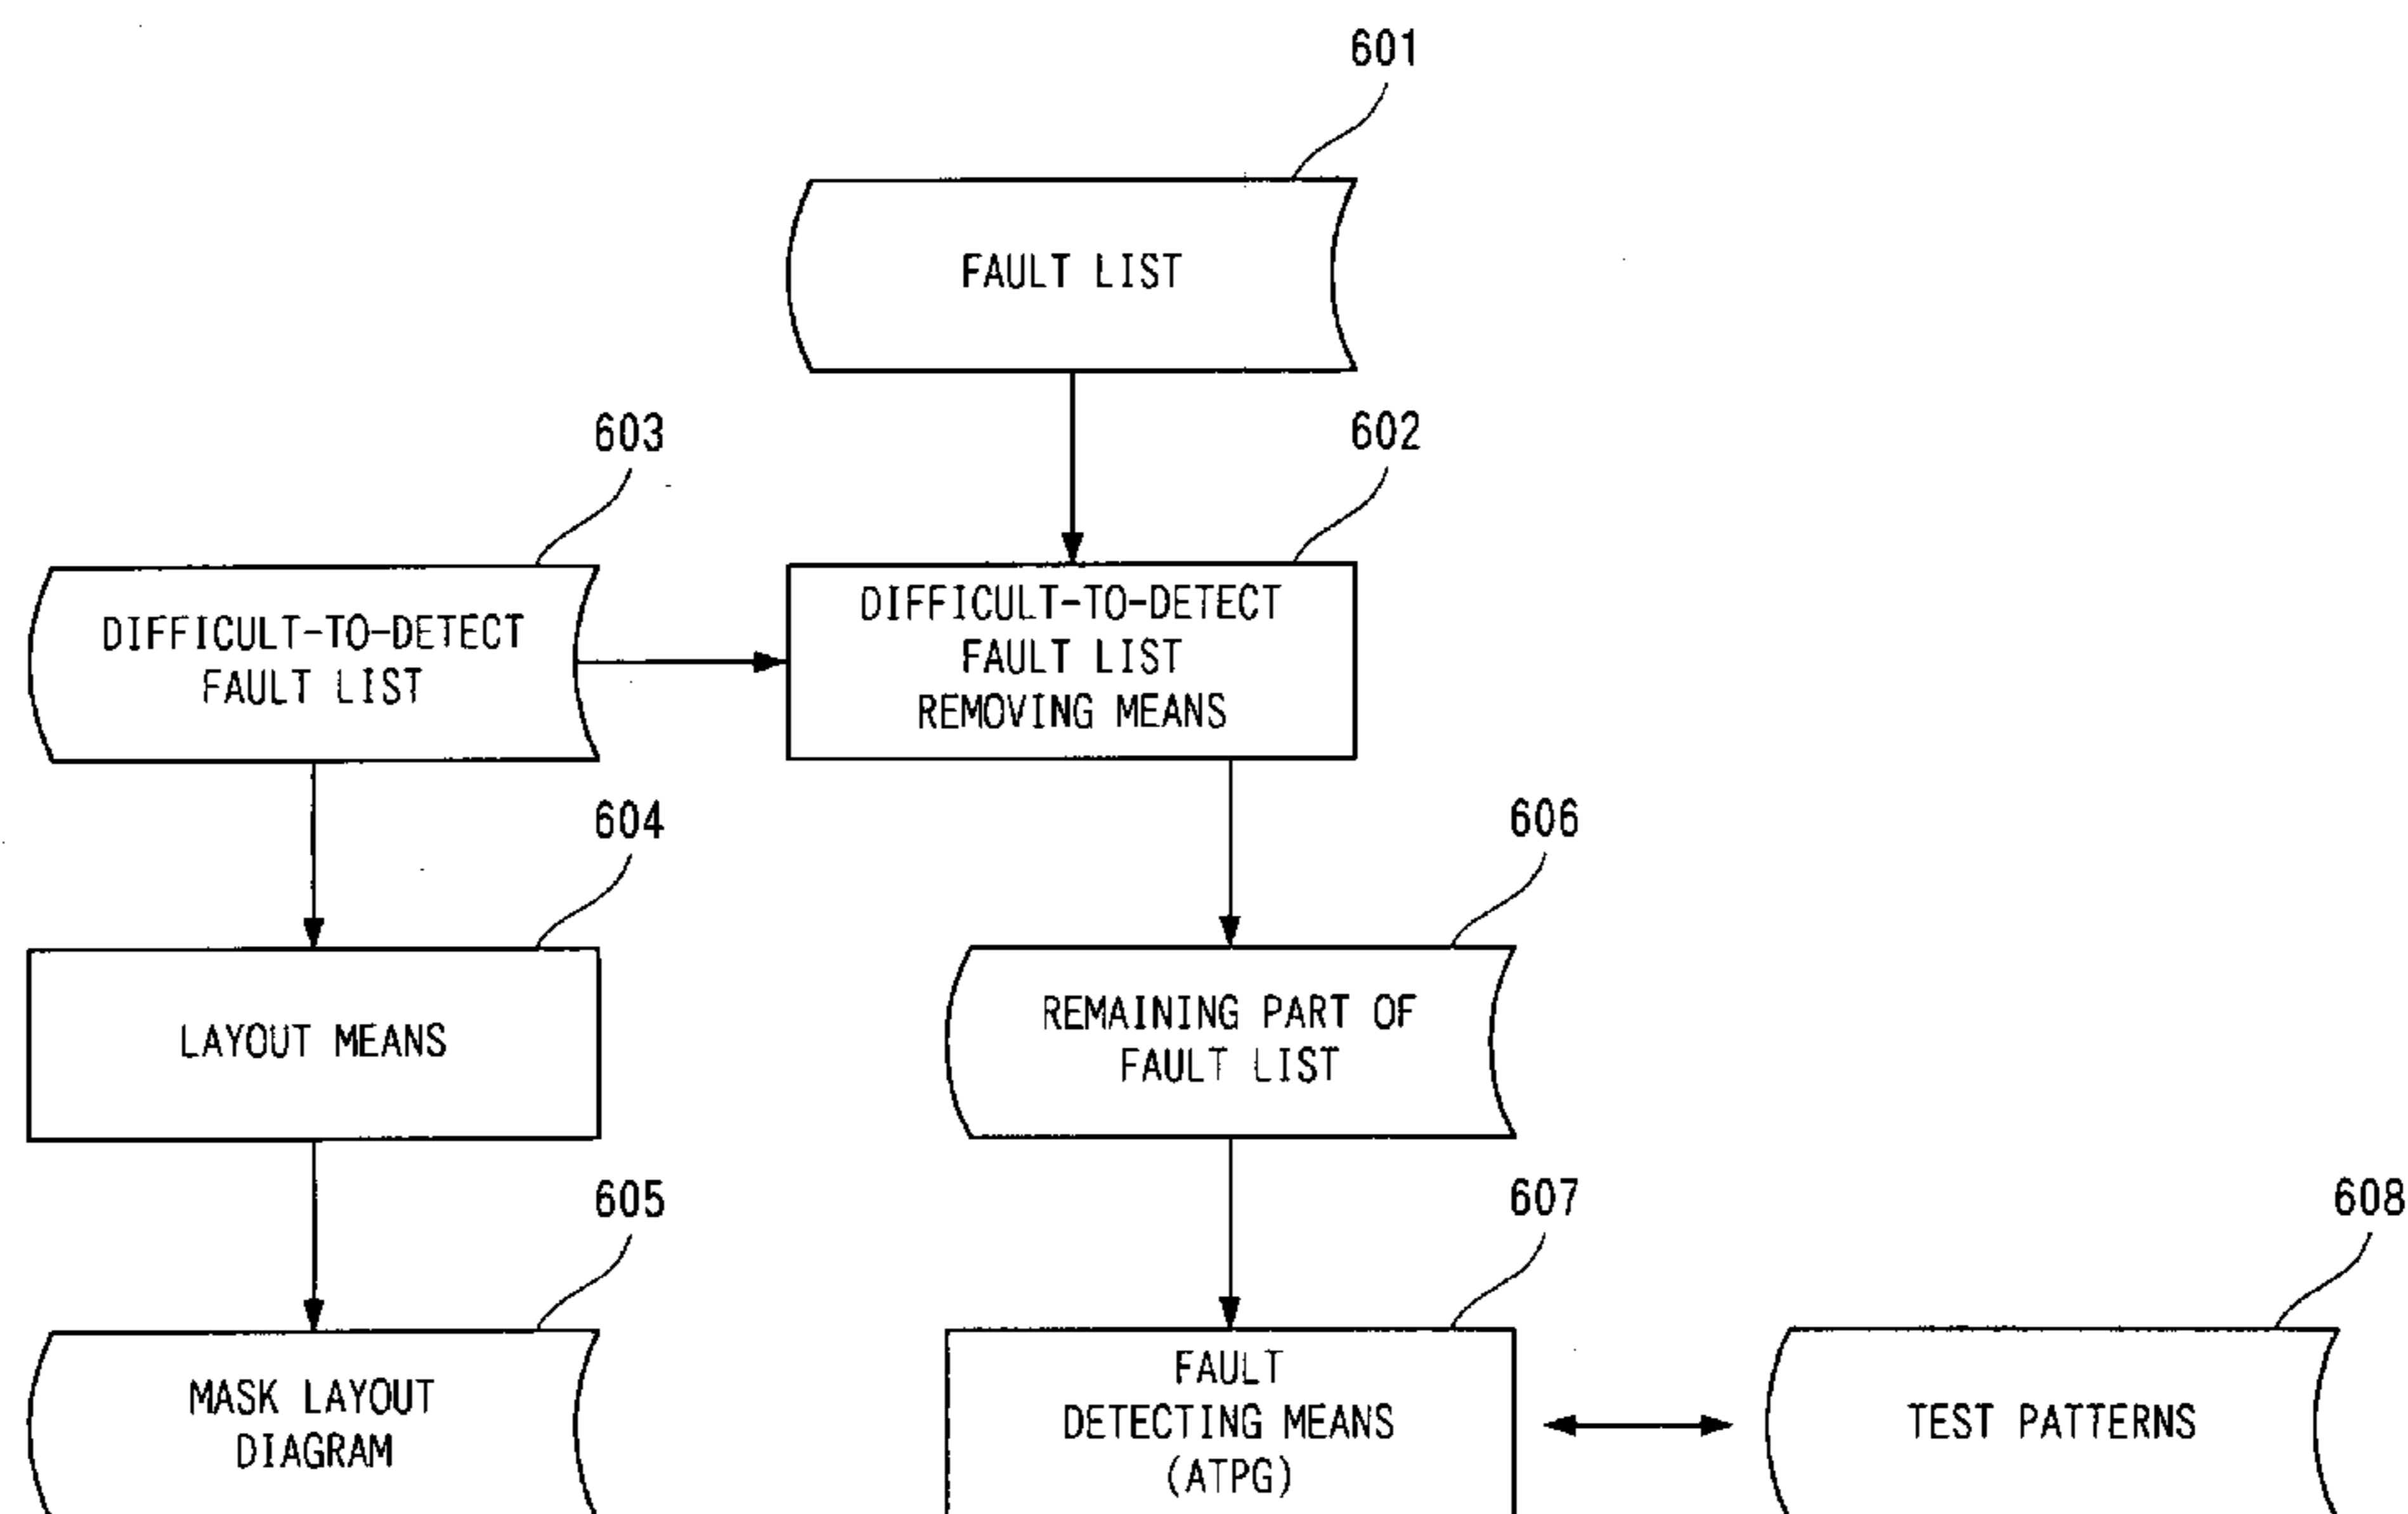 601
FAULT LIST
603
602
DIFFICULT-TO-DETECT
FAULT LIST
DIFFICULT-TO-DETECT
FAULT LIST
REMOVING MEANS
604
606
LAYOUT MEANS
REMAINING PART OF
FAULT LIST
605
607
608
MASK LAYOUT
DIAGRAM
FAULT
DETECTING MEANS
(ATPG)
TEST PATTERNS